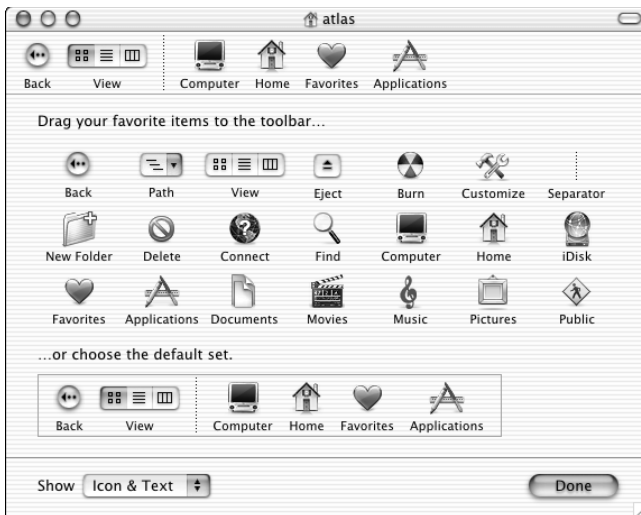 atlas
Back View Computer Home Favorites Applications
Drag your favorite items to the toolbar...
Back Path View Eject Burn Customize Separator
New Folder Delete Connect Find Computer Home iDisk
Favorites Applications Documents Movies Music Pictures Public
...or choose the default set.
Back View Computer Home Favorites Applications
Show Icon & Text Done